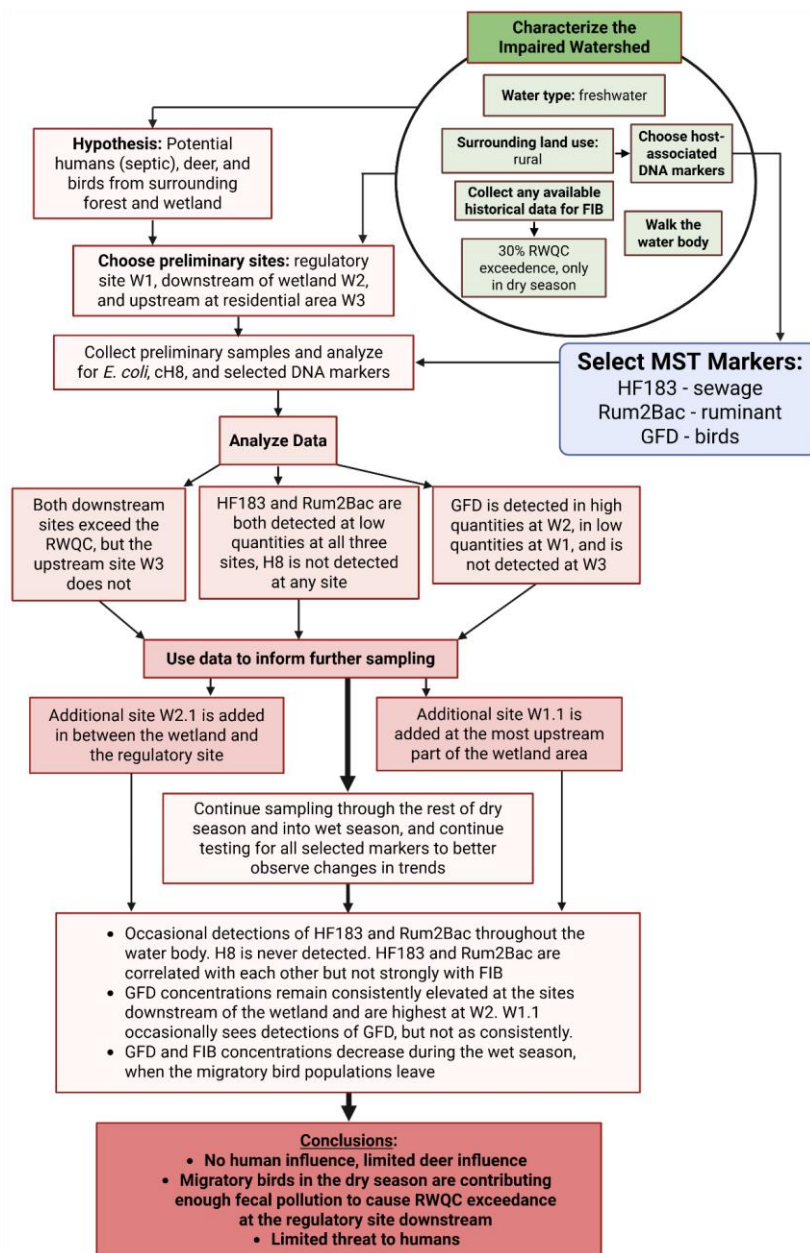 Characterize the
Impaired Watershed
Water type: freshwater
Surrounding land use:
rural
Choose host-
associated
DNA markers
Collect any available
historical data for FIB
Walk the
water body
30% RWQC
exceedence, only
in dry season
Hypothesis: Potential
humans (septic), deer, and
birds from surrounding
forest and wetland
Choose preliminary sites: regulatory
site W1, downstream of wetland W2,
and upstream at residential area W3
Collect preliminary samples and analyze
for E. coli, cH8, and selected DNA markers
Select MST Markers:
HF183 - sewage
Rum2Bac - ruminant
GFD - birds
Analyze Data
Both downstream
sites exceed the
RWQC, but the
upstream site W3
does not
HF183 and Rum2Bac are
both detected at low
quantities at all three
sites, H8 is not detected
at any site
GFD is detected in high
quantities at W2, in low
quantities at W1, and is
not detected at W3
Use data to inform further sampling
Additional site W2.1 is added
in between the wetland and
the regulatory site
Additional site W1.1 is
added at the most upstream
part of the wetland area
Continue sampling through the rest of dry
season and into wet season, and continue
testing for all selected markers to better
observe changes in trends
• Occasional detections of HF183 and Rum2Bac throughout the
water body. H8 is never detected. HF183 and Rum2Bac are
correlated with each other but not strongly with FIB
• GFD concentrations remain consistently elevated at the sites
downstream of the wetland and are highest at W2. W1.1
occasionally sees detections of GFD, but not as consistently.
• GFD and FIB concentrations decrease during the wet season,
when the migratory bird populations leave
Conclusions:
• No human influence, limited deer influence
• Migratory birds in the dry season are contributing
enough fecal pollution to cause RWQC exceedance
at the regulatory site downstream
• Limited threat to humans